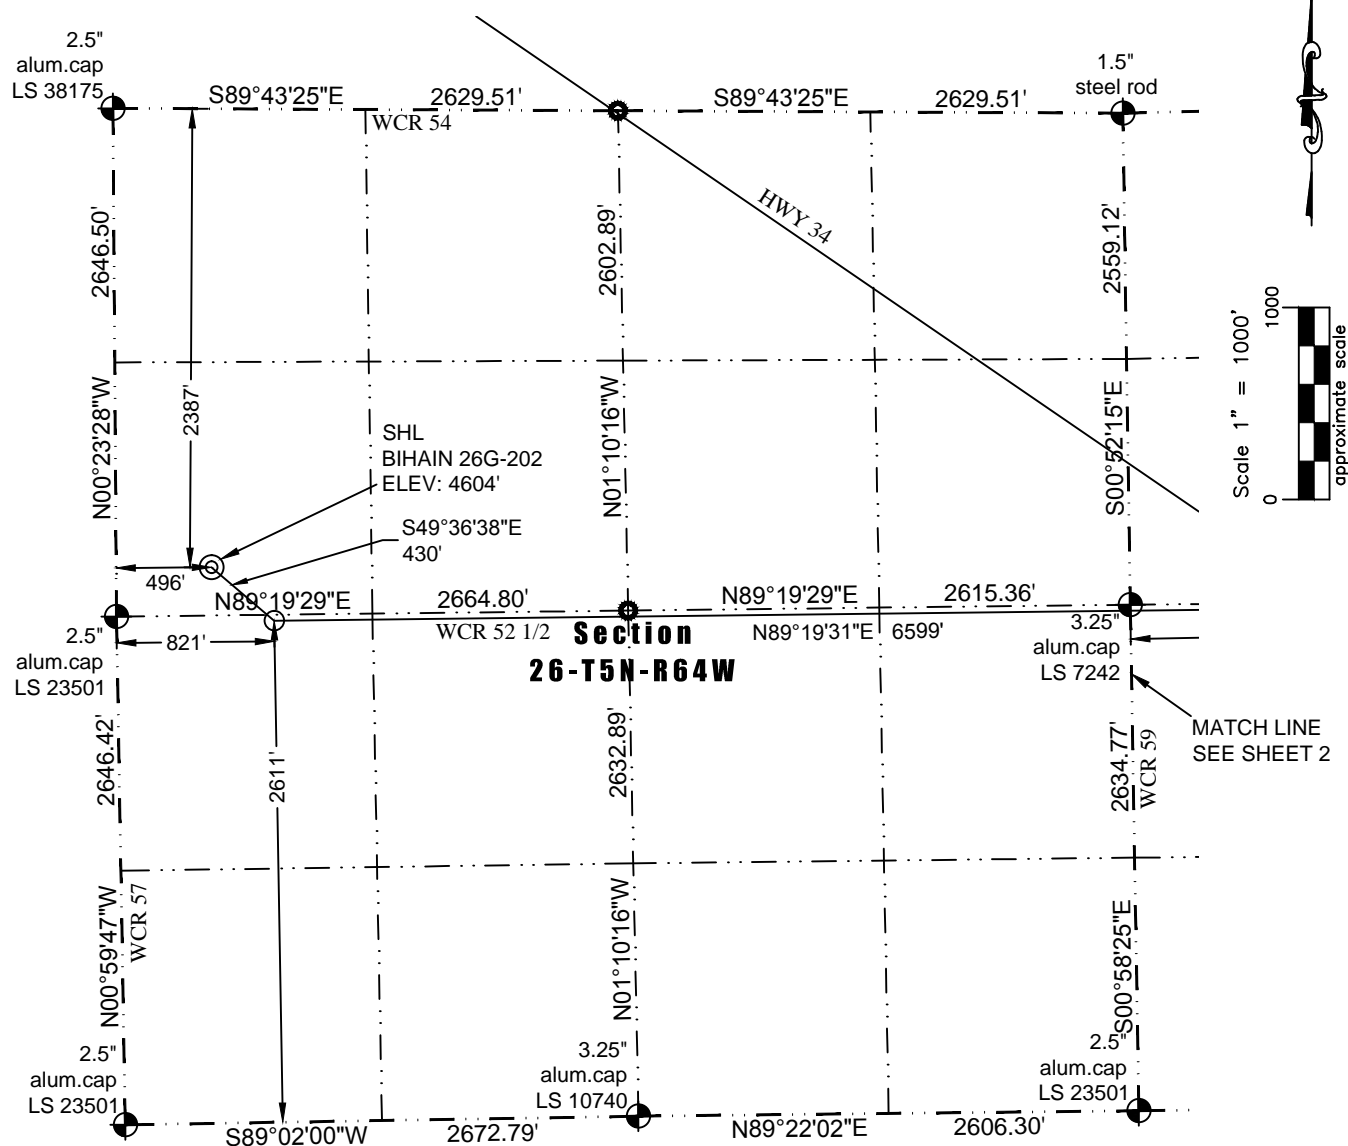 2.5"
alum.cap
LS 38175
S89°43'25"E
2629.51'
WCR 54
S89°43'25"E
2629.51'
1.5"
steel rod
HWY 34
2646.50'
2602.89'
2559.12'
2387'
N00°23'28"W
N01°10'16"W
S00°52'15"E
Scale 1" = 1000'
0
1000
approximate scale
SHL
BIHAIN 26G-202
ELEV: 4604'
S49°36'38"E
430'
496'
N89°19'29"E
2664.80'
N89°19'29"E
2615.36'
2.5"
alum.cap
LS 23501
821'
WCR 52 1/2
Section
26-T5N-R64W
N89°19'31"E
6599'
3.25"
alum.cap
LS 7242
MATCH LINE
SEE SHEET 2
2646.42'
2611'
2632.89'
2634.77'
WCR 59
N00°59'47"W
WCR 57
N01°10'16"W
S00°58'25"E
2.5"
alum.cap
LS 23501
3.25"
alum.cap
LS 10740
2.5"
alum.cap
LS 23501
S89°02'00"W
2672.79'
N89°22'02"E
2606.30'